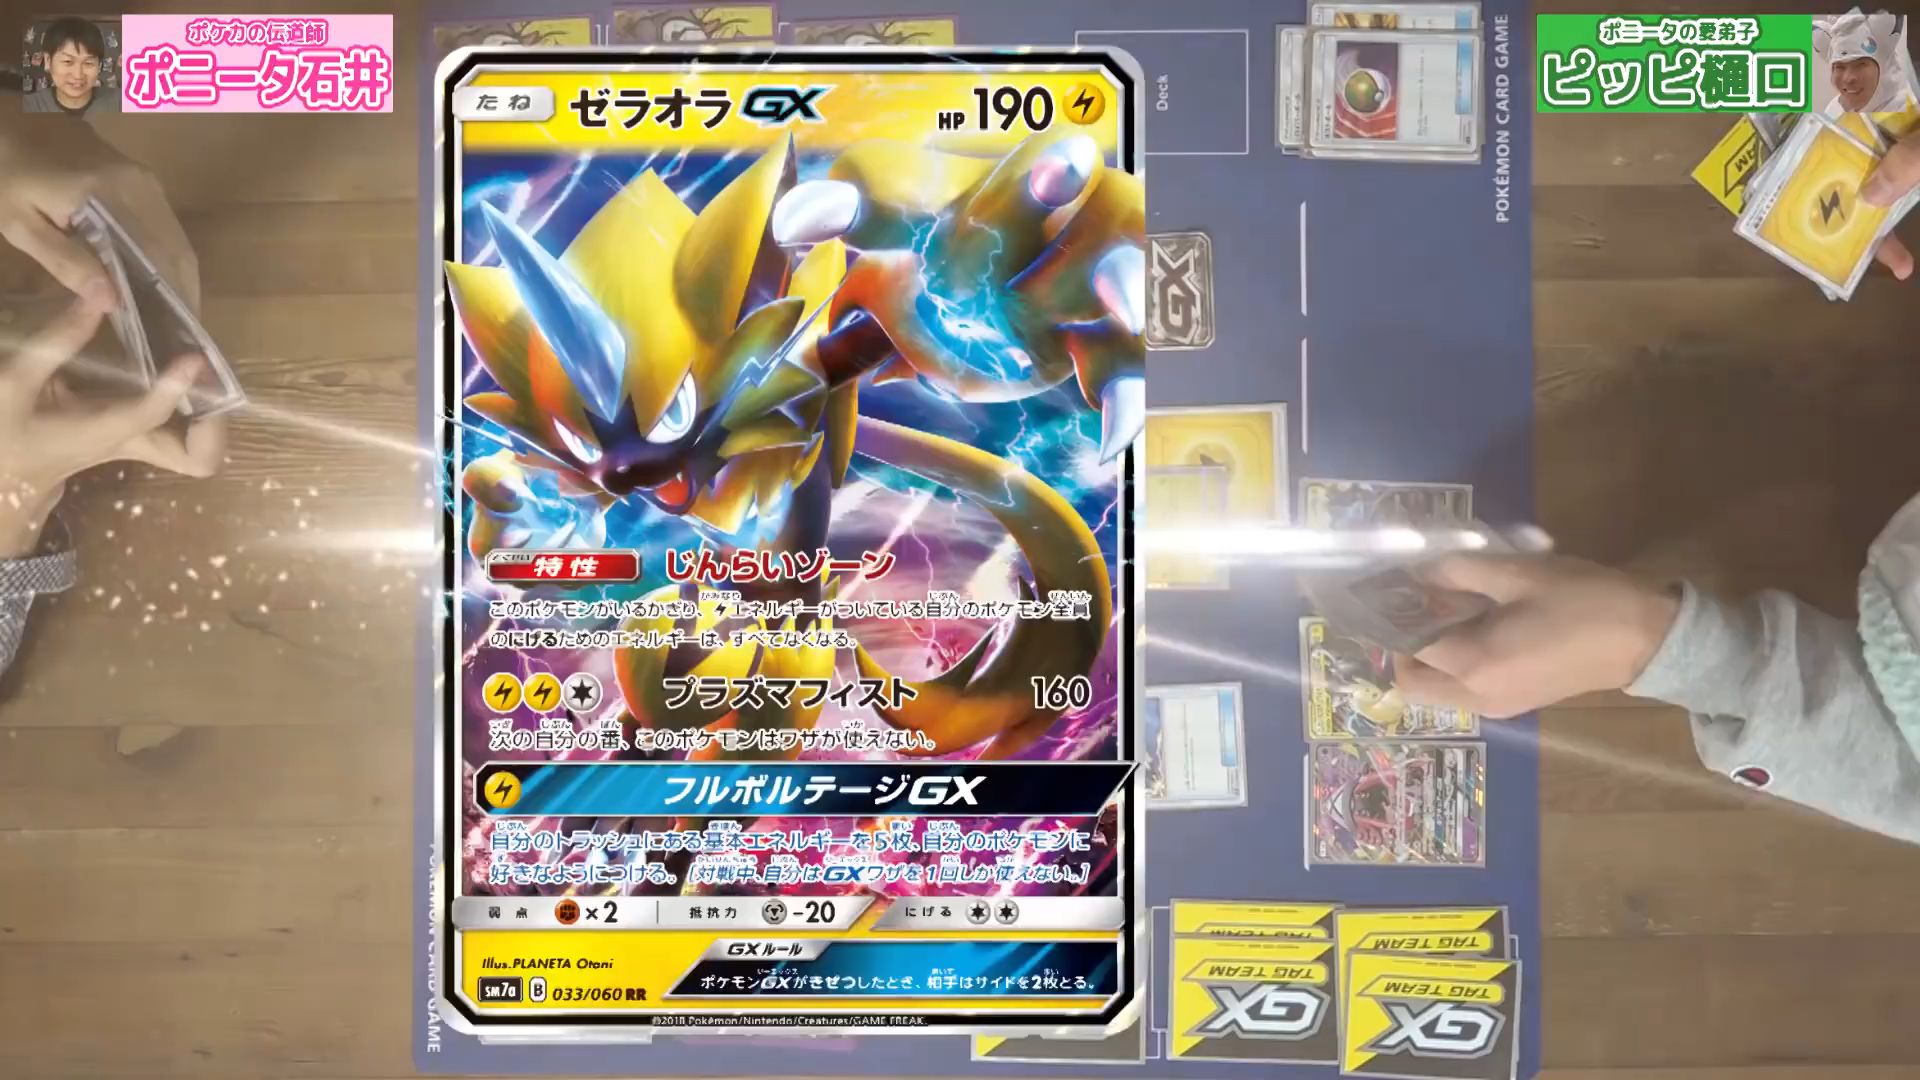 ポケカの伝道師
ポニータ石井
ポニータの愛弟子
ピッピ樋口
たね
ゼラオラGX
HP 190
特性
じんらいゾーン
このポケモンがいるかぎり、エネルギーがついている自分のポケモン全員
のにげるためのエネルギーは、すべてなくなる。
プラズマフィスト 160
次の自分の番、このポケモンはワザが使えない。
フルボルテージGX
自分のトラッシュにある基本エネルギーを5枚、自分のポケモンに
好きなようにつける。[対戦中、自分はGXワザを1回しか使えない。]
弱点 ×2 抵抗力 -20 にげる
GXルール
ポケモンGXがきぜつしたとき、相手はサイドを2枚とる。
Illus.PLANETA Otani
SM7a B 033/060 RR
©2018 Pokémon/Nintendo/Creatures/GAME FREAK.
Deck
POKÉMON CARD GAME
GX
TEAM
TAG TEAM
TAG TEAM
TAG TEAM
GX
TAG TEAM
GX
POKÉMON CARD GAME